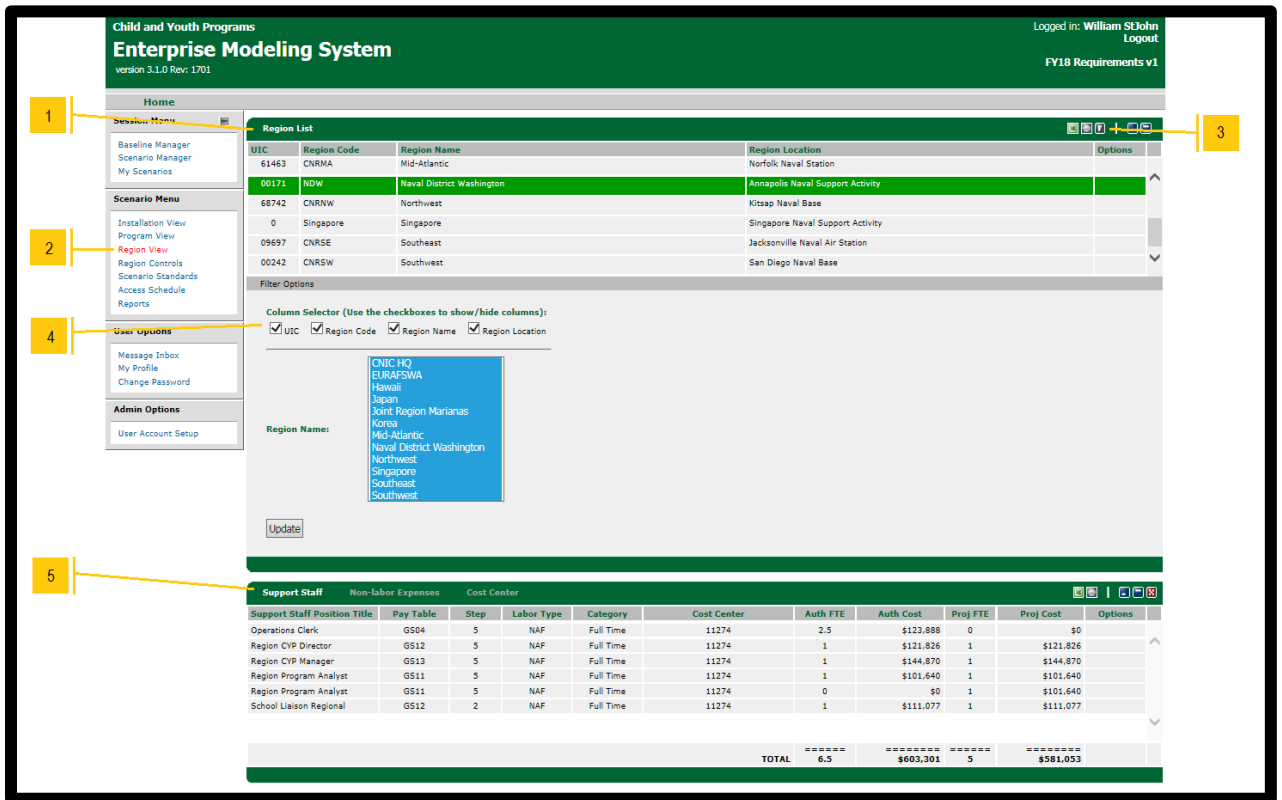 Child and Youth Programs
Logged in: William StJohn
Logout
Enterprise Modeling System
version 3.1.0 Rev: 1701
FY18 Requirements v1
Home
1
Session Menu
Baseline Manager
Scenario Manager
My Scenarios
Scenario Menu
Installation View
Program View
2
Region View
Region Controls
Scenario Standards
Access Schedule
Reports
User Options
Message Inbox
My Profile
Change Password
Admin Options
User Account Setup
Region List
3
UIC Region Code Region Name Region Location Options
61463 CNRMA Mid-Atlantic Norfolk Naval Station
00171 NDW Naval District Washington Annapolis Naval Support Activity
68742 CNRNW Northwest Kitsap Naval Base
0 Singapore Singapore Singapore Naval Support Activity
09697 CNRSE Southeast Jacksonville Naval Air Station
00242 CNRSW Southwest San Diego Naval Base
Filter Options
Column Selector (Use the checkboxes to show/hide columns):
4
UIC Region Code Region Name Region Location
Region Name:
CNIC HQ
EURAFSWA
Hawaii
Japan
Joint Region Marianas
Korea
Mid-Atlantic
Naval District Washington
Northwest
Singapore
Southeast
Southwest
Update
5
Support Staff Non-labor Expenses Cost Center
Support Staff Position Title Pay Table Step Labor Type Category Cost Center Auth FTE Auth Cost Proj FTE Proj Cost Options
Operations Clerk GS04 5 NAF Full Time 11274 2.5 $123,888 0 $0
Region CYP Director GS12 5 NAF Full Time 11274 1 $121,826 1 $121,826
Region CYP Manager GS13 5 NAF Full Time 11274 1 $144,870 1 $144,870
Region Program Analyst GS11 5 NAF Full Time 11274 1 $101,640 1 $101,640
Region Program Analyst GS11 5 NAF Full Time 11274 0 $0 1 $101,640
School Liaison Regional GS12 2 NAF Full Time 11274 1 $111,077 1 $111,077
====== ======== ====== ========
TOTAL 6.5 $603,301 5 $581,053